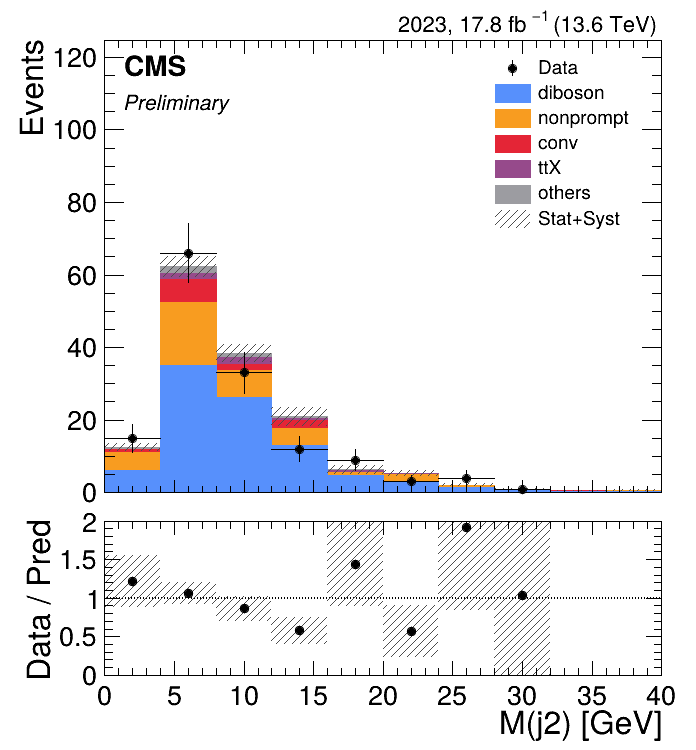 2023, 17.8 fb⁻¹ (13.6 TeV)
Events
120
100
80
60
40
20
0
CMS
Preliminary
Data
diboson
nonprompt
conv
ttX
others
Stat+Syst
Data / Pred
2
1.5
1
0.5
0
0 5 10 15 20 25 30 35 40
M(j2) [GeV]